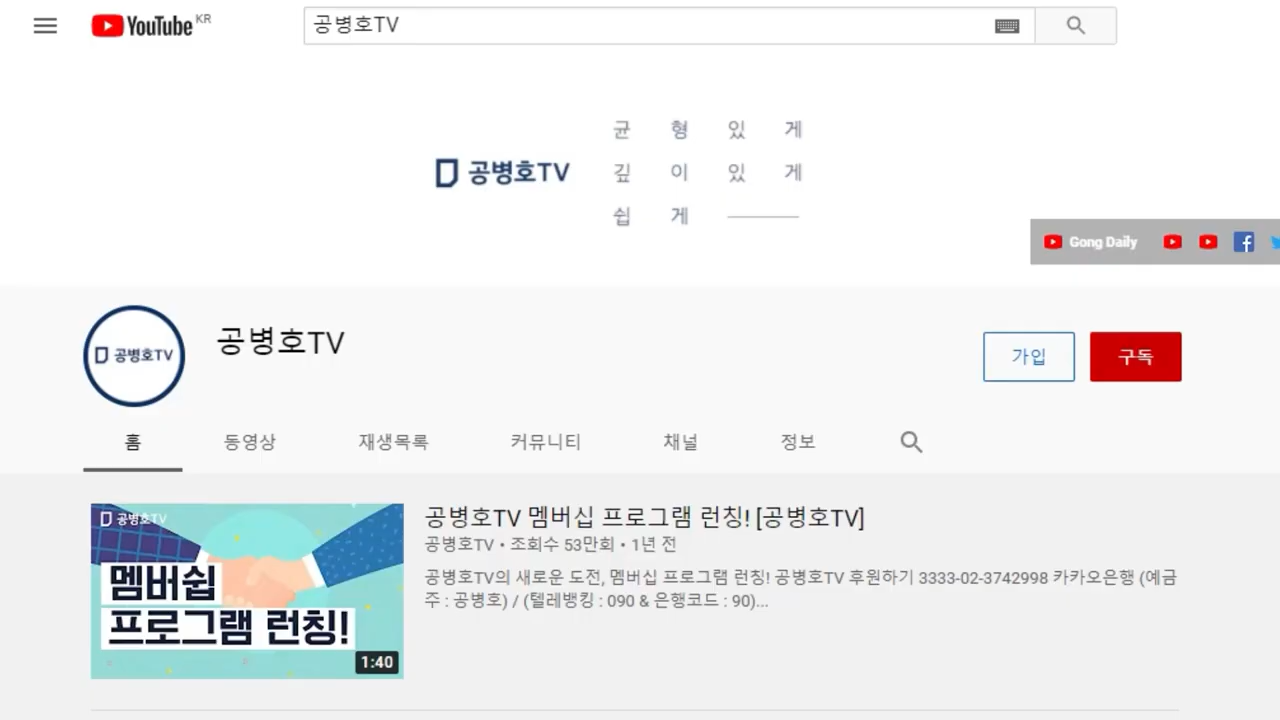 YouTube KR
공병호TV
균 형 있 게
공병호TV
깊 이 있 게
쉽 게
Gong Daily
공병호TV
공병호TV
가입
구독
홈
동영상
재생목록
커뮤니티
채널
정보
공병호TV
멤버쉽
프로그램 런칭!
1:40
공병호TV 멤버십 프로그램 런칭! [공병호TV]
공병호TV • 조회수 53만회 • 1년 전
공병호TV의 새로운 도전, 멤버십 프로그램 런칭! 공병호TV 후원하기 3333-02-3742998 카카오은행 (예금
주 : 공병호) / (텔레뱅킹 : 090 & 은행코드 : 90)...